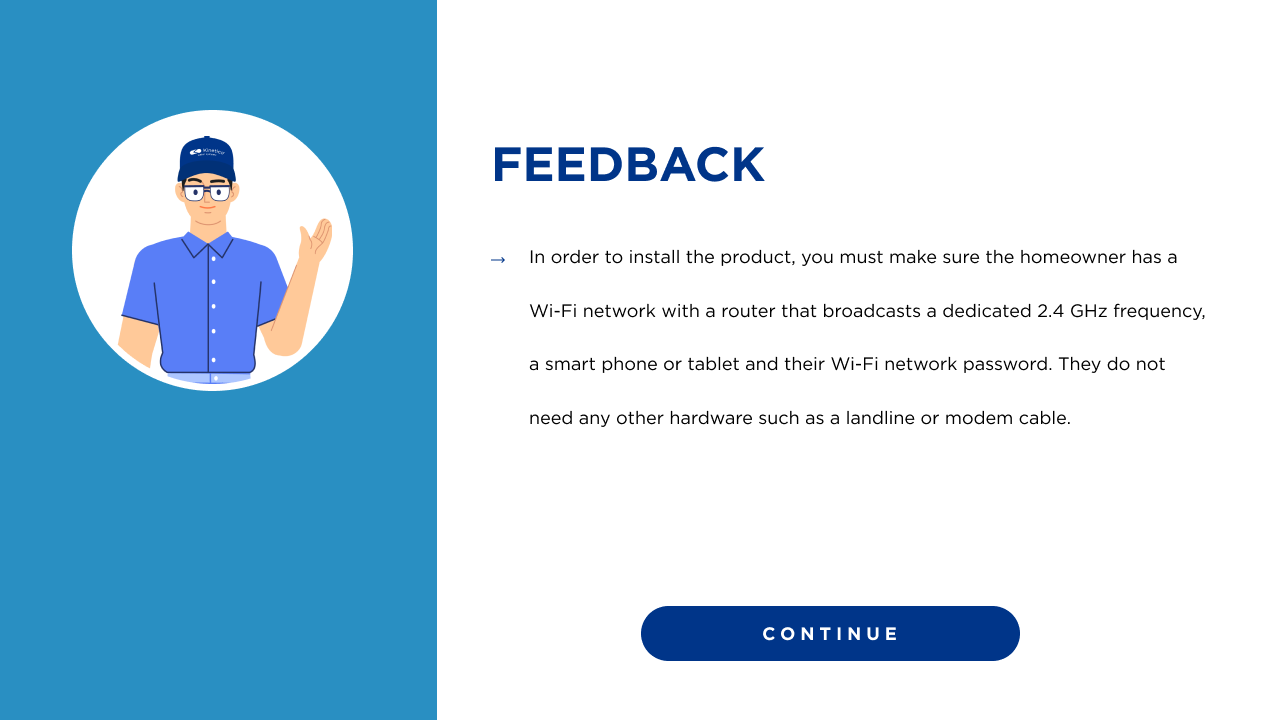 Kinetico
FEEDBACK
→ In order to install the product, you must make sure the homeowner has a
Wi-Fi network with a router that broadcasts a dedicated 2.4 GHz frequency,
a smart phone or tablet and their Wi-Fi network password. They do not
need any other hardware such as a landline or modem cable.
CONTINUE